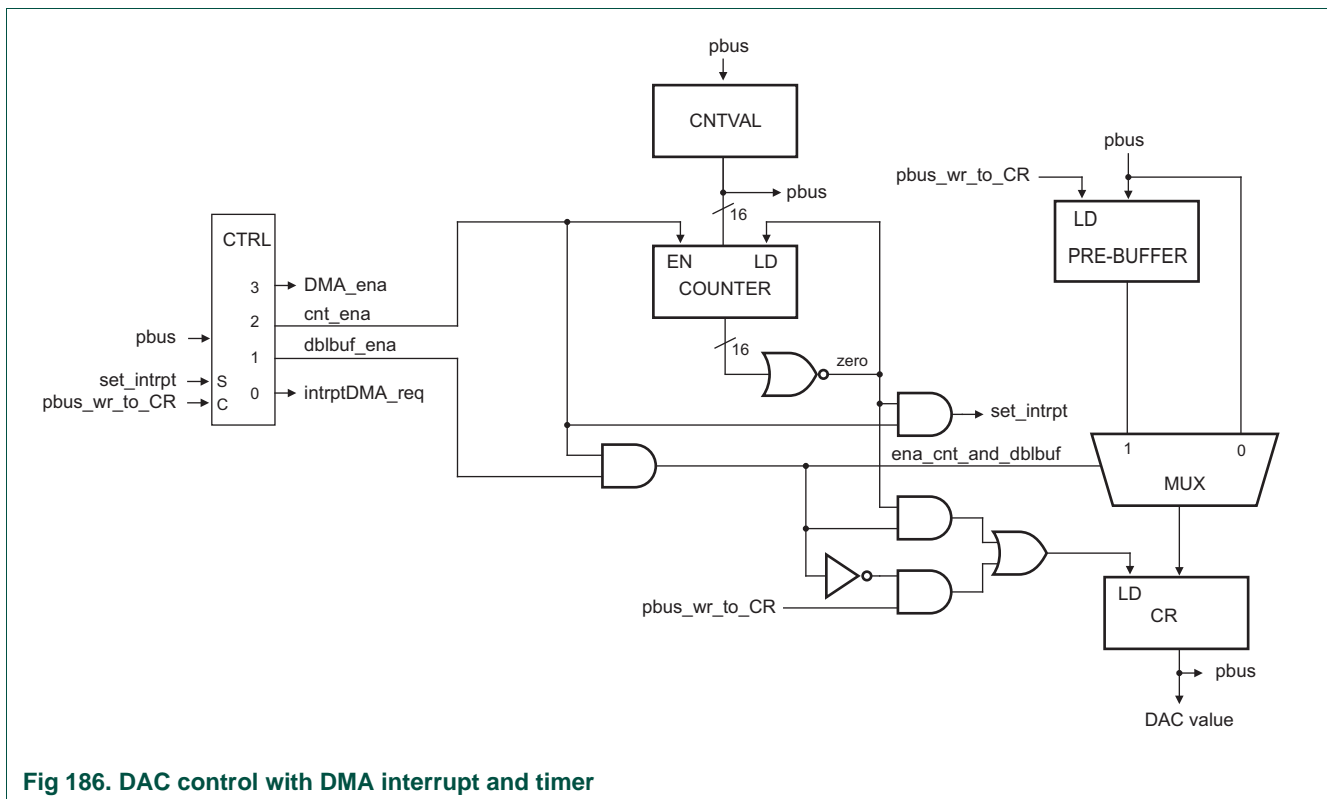 pbus
CNTVAL
pbus
16
pbus
pbus_wr_to_CR
LD
PRE-BUFFER
CTRL
3 DMA_ena
2 cnt_ena
1 dblbuf_ena
0 intrptDMA_req
pbus
set_intrpt S
pbus_wr_to_CR C
EN LD
COUNTER
16
zero
set_intrpt
ena_cnt_and_dblbuf
1 0
MUX
pbus_wr_to_CR
LD
CR
pbus
DAC value
Fig 186. DAC control with DMA interrupt and timer